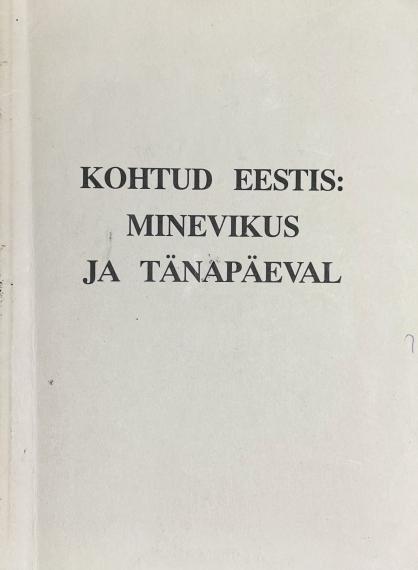 KOHTUD EESTIS:
MINEVIKUS
JA TÄNAPÄEVAL